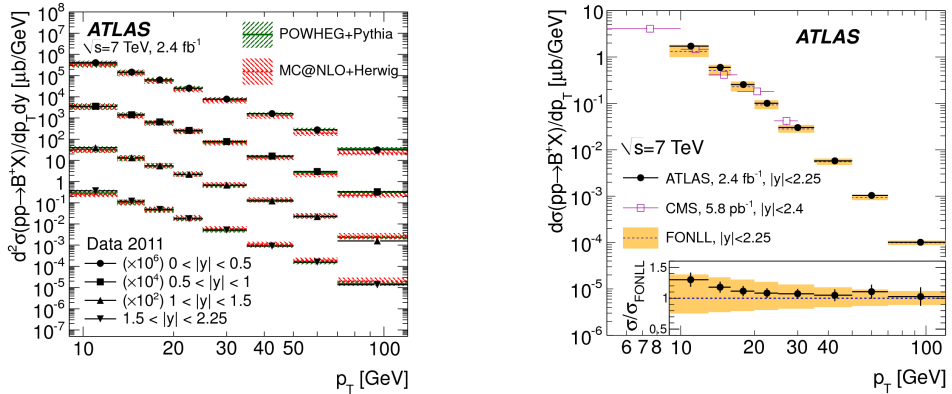 ATLAS
√s=7 TeV, 2.4 fb⁻¹
POWHEG+Pythia
MC@NLO+Herwig
d²σ(pp→B⁺X)/dp_T dy [μb/GeV]
10⁸
10⁷
10⁶
10⁵
10⁴
10³
10²
10
1
10⁻¹
10⁻²
10⁻³
10⁻⁴
10⁻⁵
10⁻⁶
10⁻⁷
Data 2011
(×10⁶) 0 < |y| < 0.5
(×10⁴) 0.5 < |y| < 1
(×10²) 1 < |y| < 1.5
1.5 < |y| < 2.25
10 20 30 40 50 100
p_T [GeV]
ATLAS
dσ(pp→B⁺X)/dp_T [μb/GeV]
10
1
10⁻¹
10⁻²
10⁻³
10⁻⁴
10⁻⁵
10⁻⁶
√s=7 TeV
ATLAS, 2.4 fb⁻¹, |y|<2.25
CMS, 5.8 pb⁻¹, |y|<2.4
FONLL, |y|<2.25
σ/σ_FONLL
1.5
1
0.5
6 7 8 10 20 30 40 100
p_T [GeV]